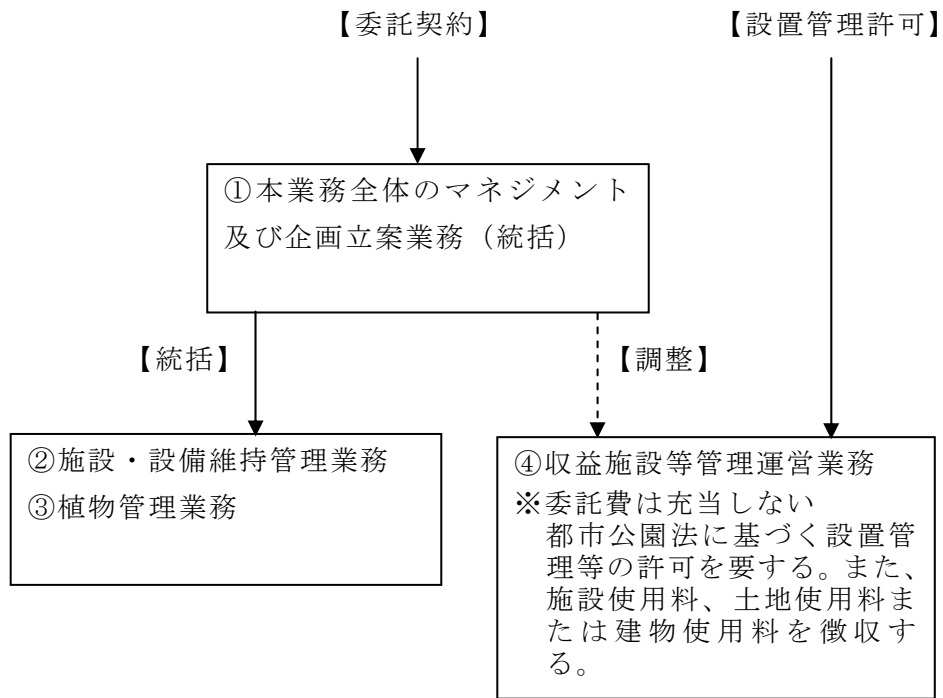 【委託契約】
【設置管理許可】
①本業務全体のマネジメント
及び企画立案業務（統括）
【統括】
【調整】
②施設・設備維持管理業務
③植物管理業務
④収益施設等管理運営業務
※委託費は充当しない
都市公園法に基づく設置管
理等の許可を要する。また、
施設使用料、土地使用料ま
たは建物使用料を徴収す
る。